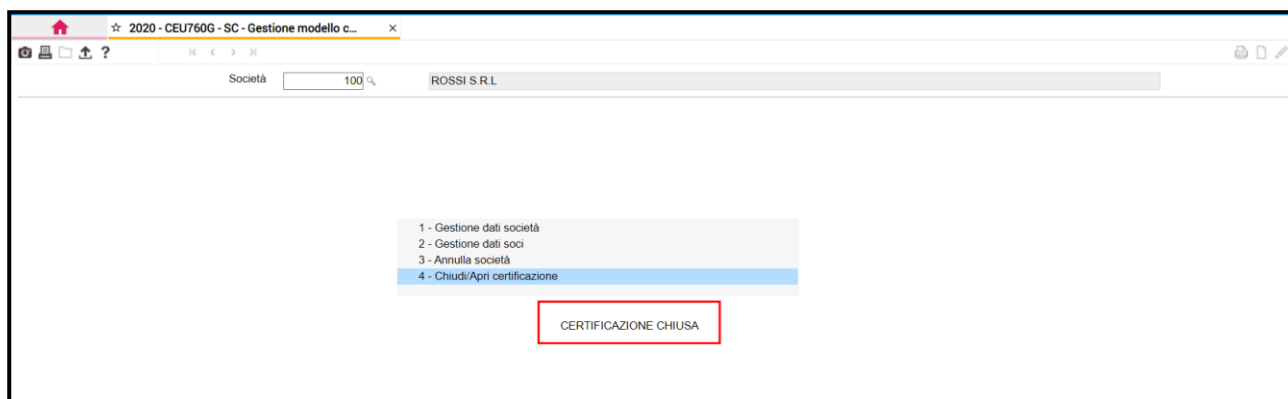 2020 - CEU760G - SC - Gestione modello c...
?
Società 100 ROSSI S.R.L
1 - Gestione dati società
2 - Gestione dati soci
3 - Annulla società
4 - Chiudi/Apri certificazione
CERTIFICAZIONE CHIUSA